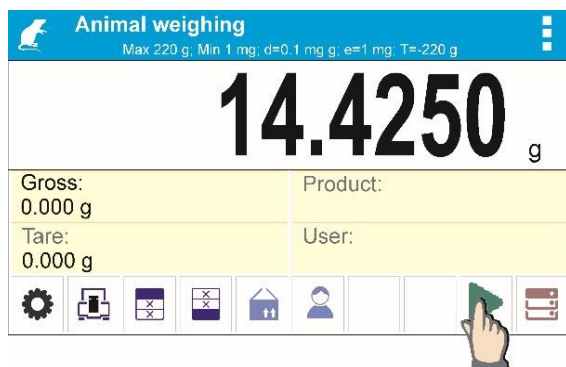 Animal weighing
Max 220 g; Min 1 mg; d=0.1 mg g; e=1 mg; T=-220 g
14.4250 g
Gross:
0.000 g
Product:
Tare:
0.000 g
User: